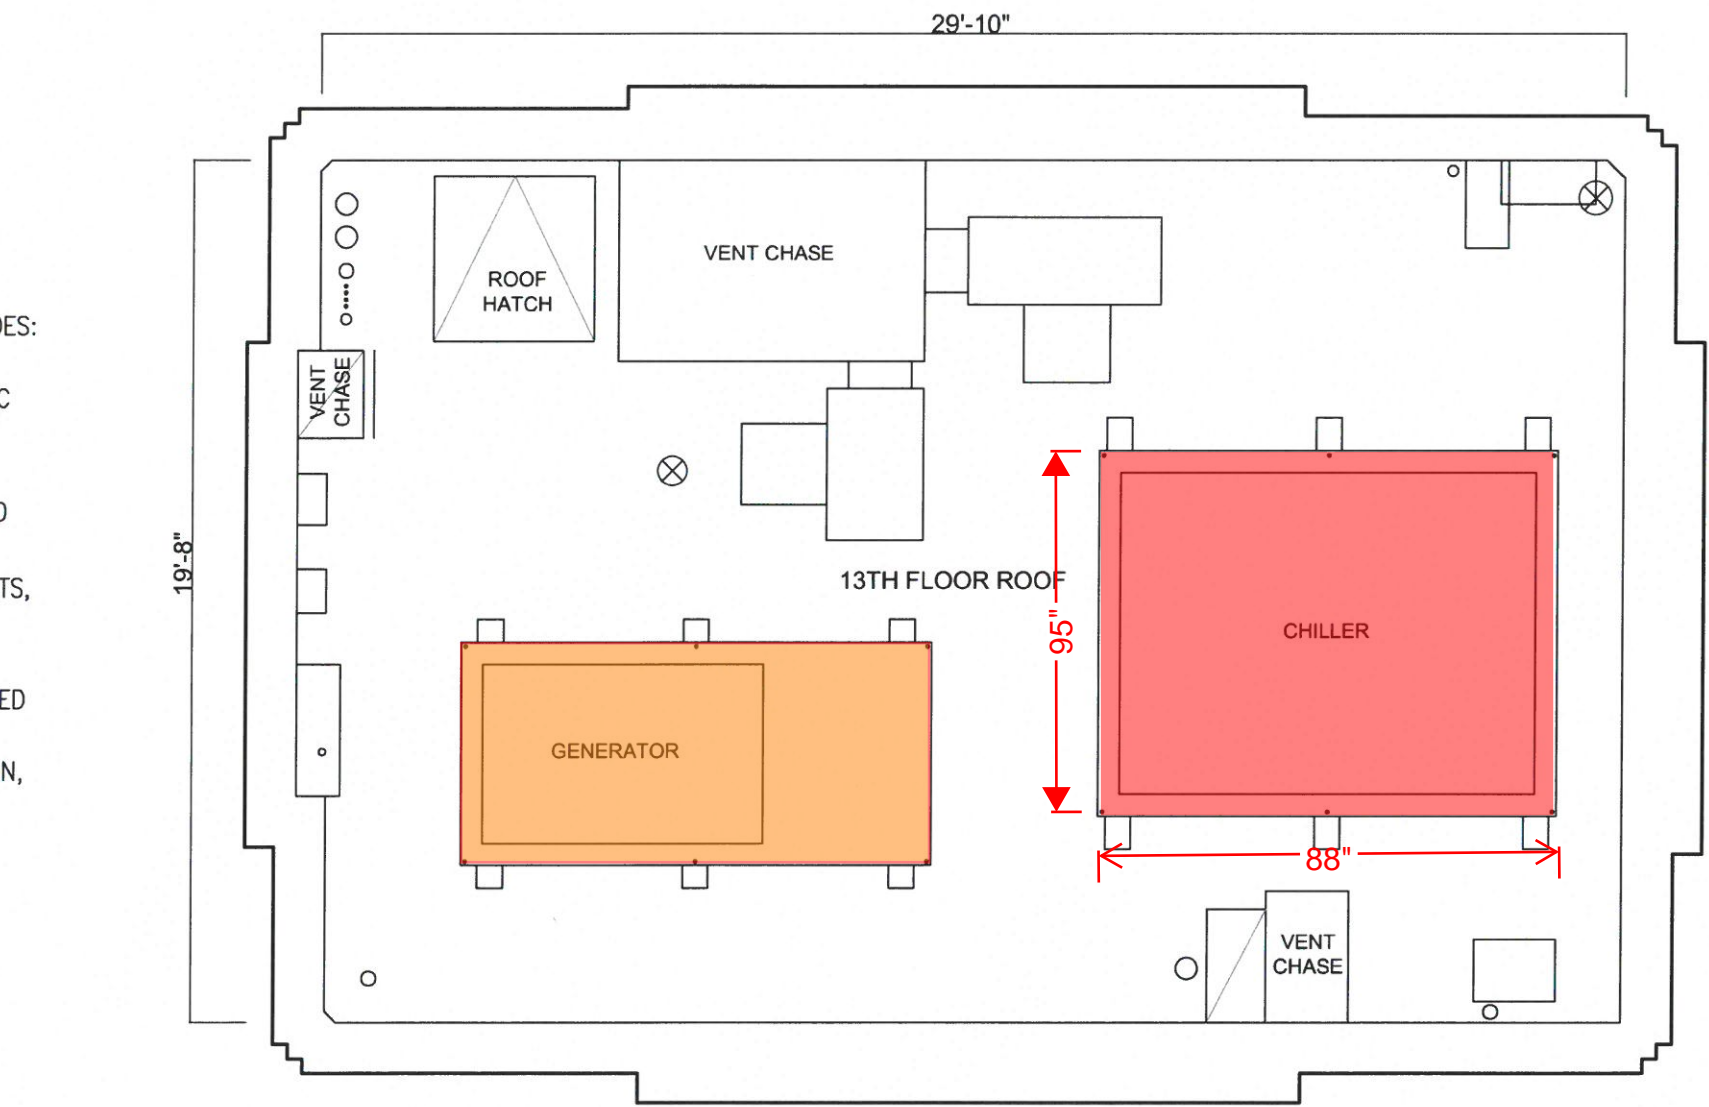 29'-10"
DES:
C
D
TS,
ED
N,
19'-8"
ROOF
HATCH
VENT CHASE
VENT
CHASE
13TH FLOOR ROOF
95"
CHILLER
GENERATOR
88"
VENT
CHASE